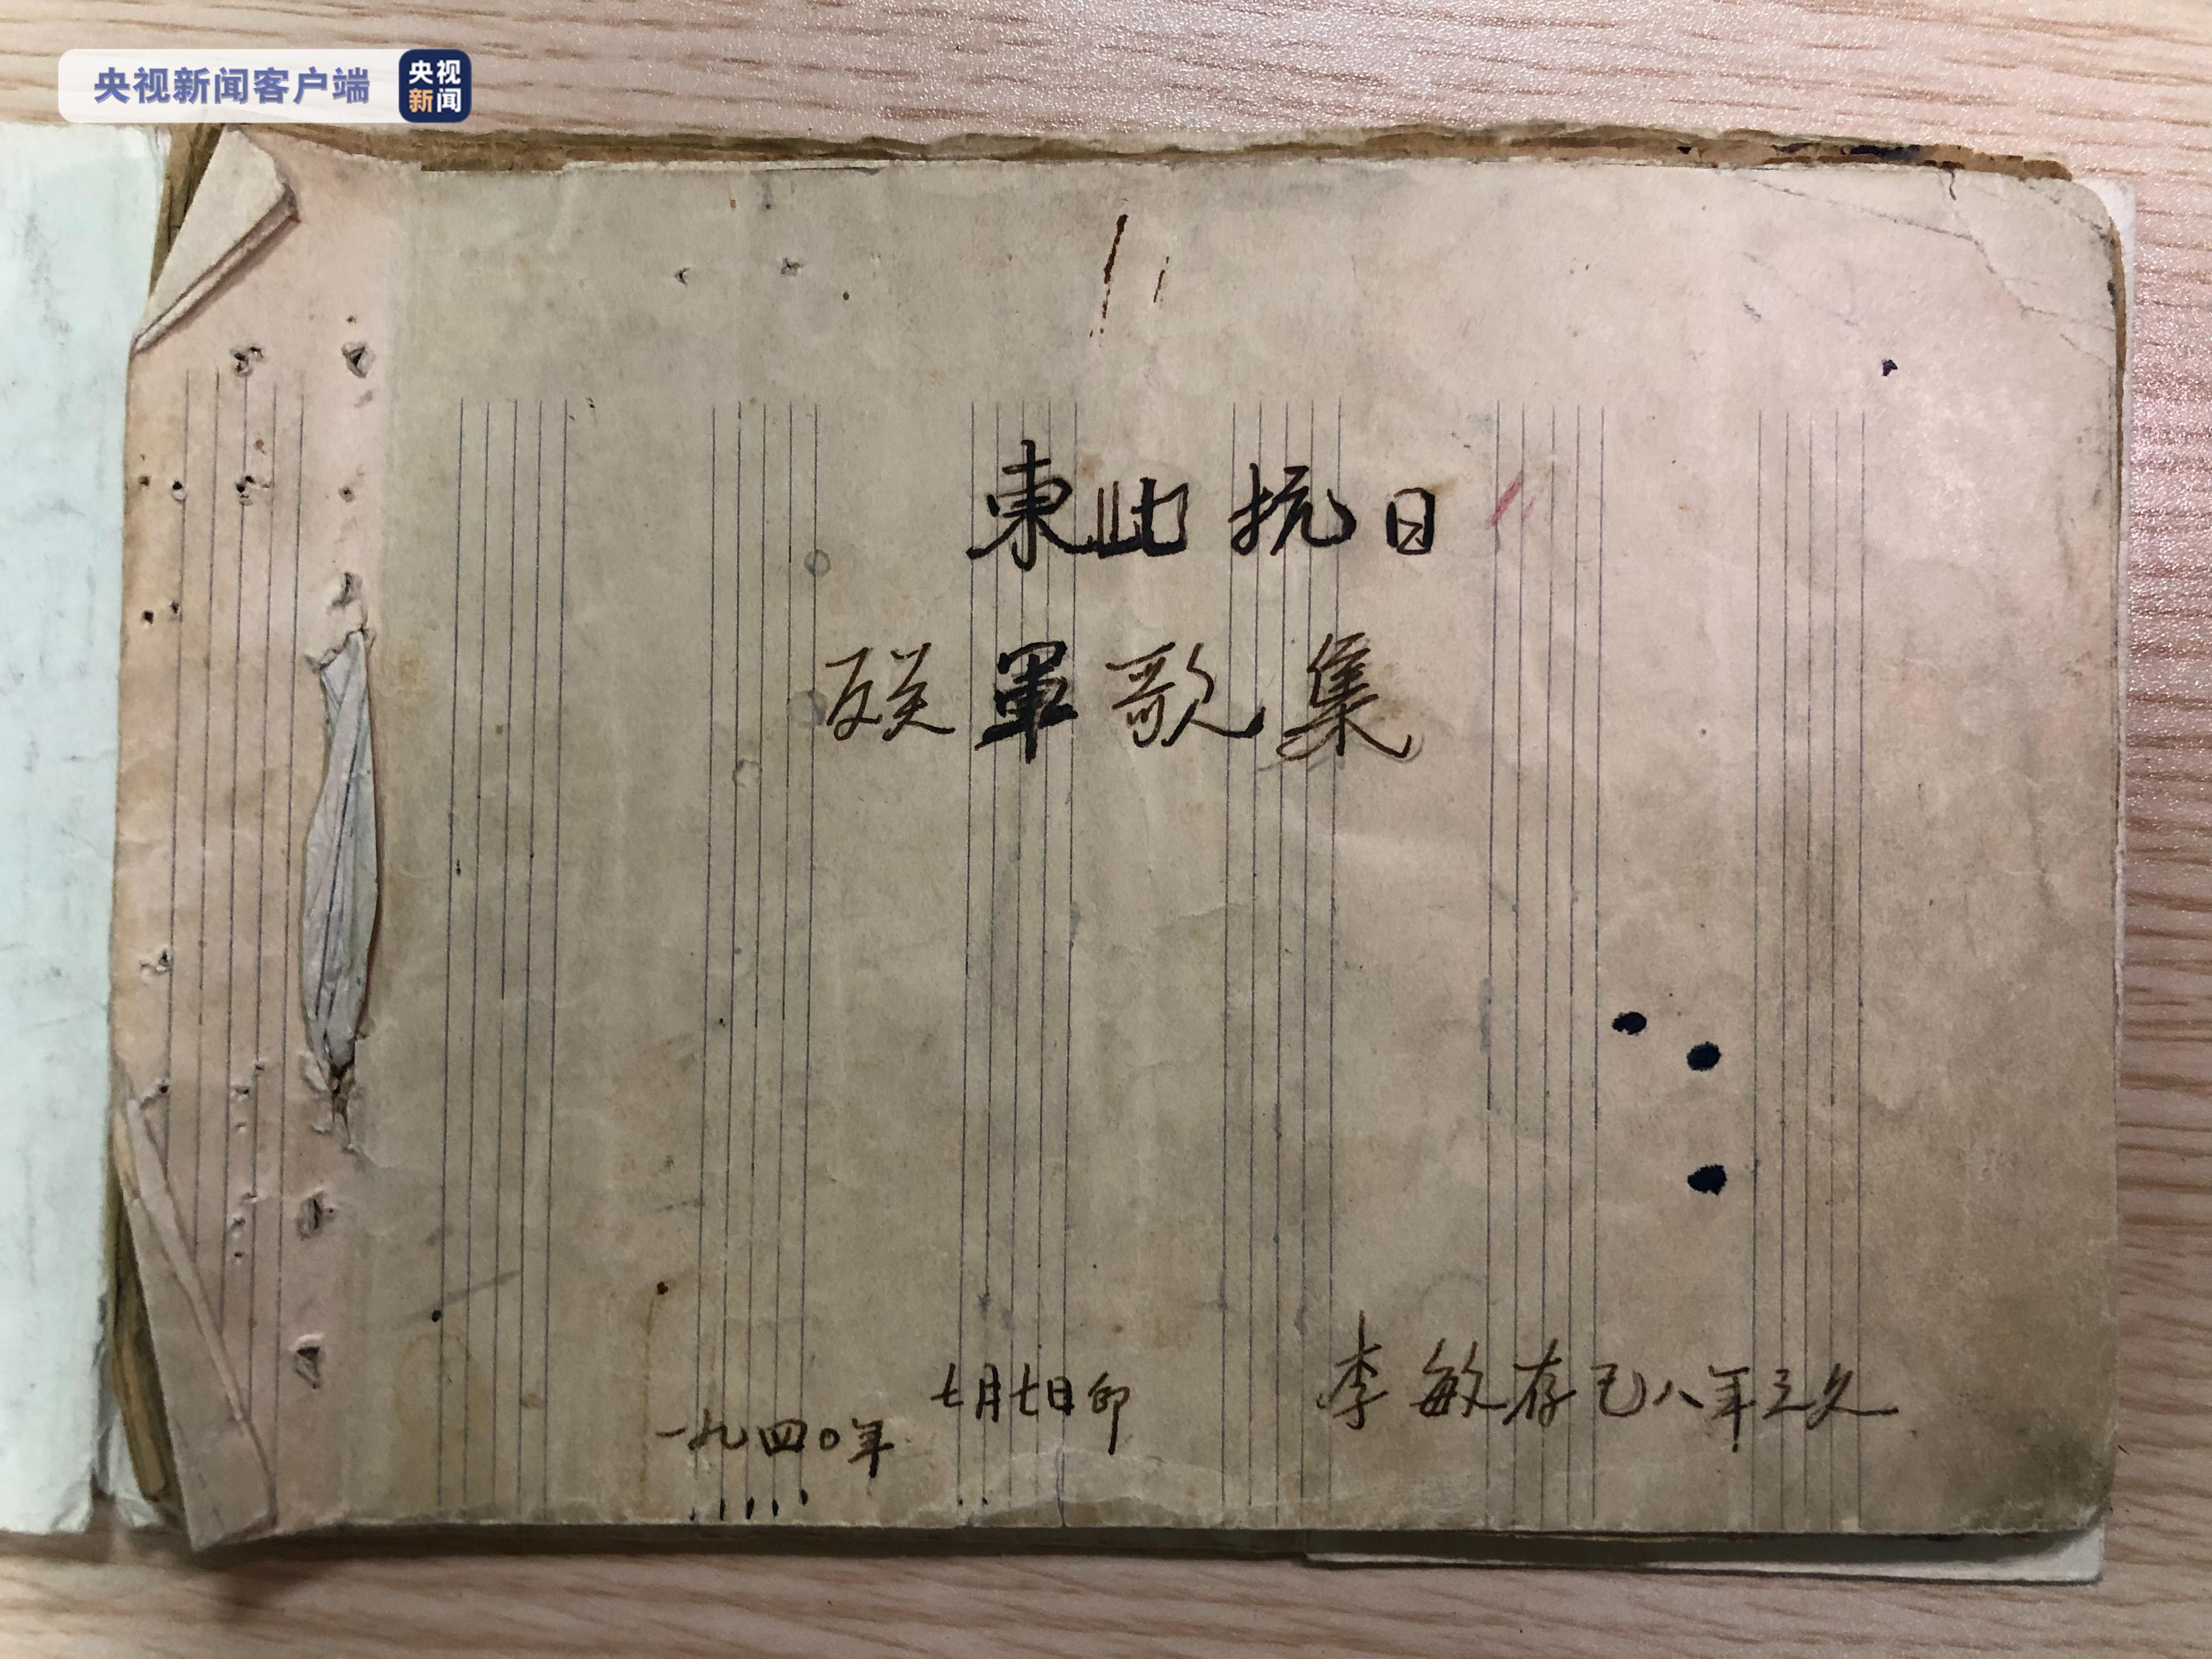 央视新闻客户端
央视
新闻
東北抗日
联軍歌集
一九四〇年
七月七日印
李敏存已八年之久